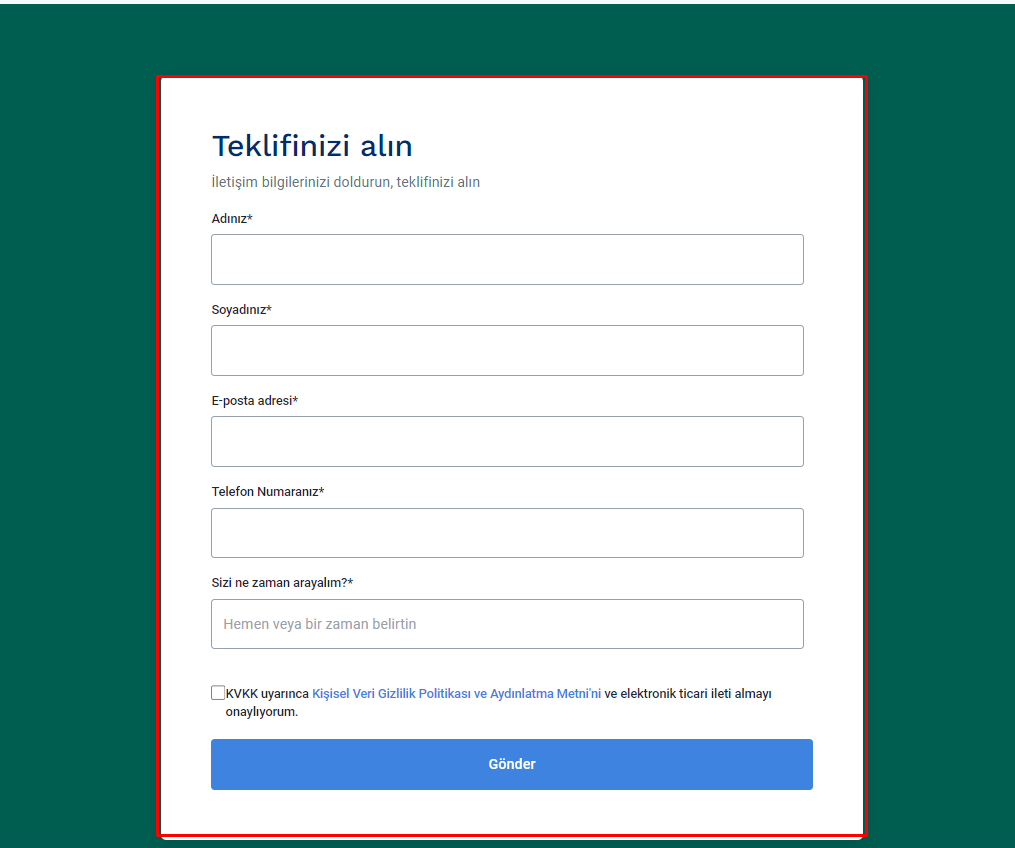 Teklifinizi alın
İletişim bilgilerinizi doldurun, teklifinizi alın
Adınız*
Soyadınız*
E-posta adresi*
Telefon Numaranız*
Sizi ne zaman arayalım?*
Hemen veya bir zaman belirtin
KVKK uyarınca Kişisel Veri Gizlilik Politikası ve Aydınlatma Metni'ni ve elektronik ticari ileti almayı
onaylıyorum.
Gönder